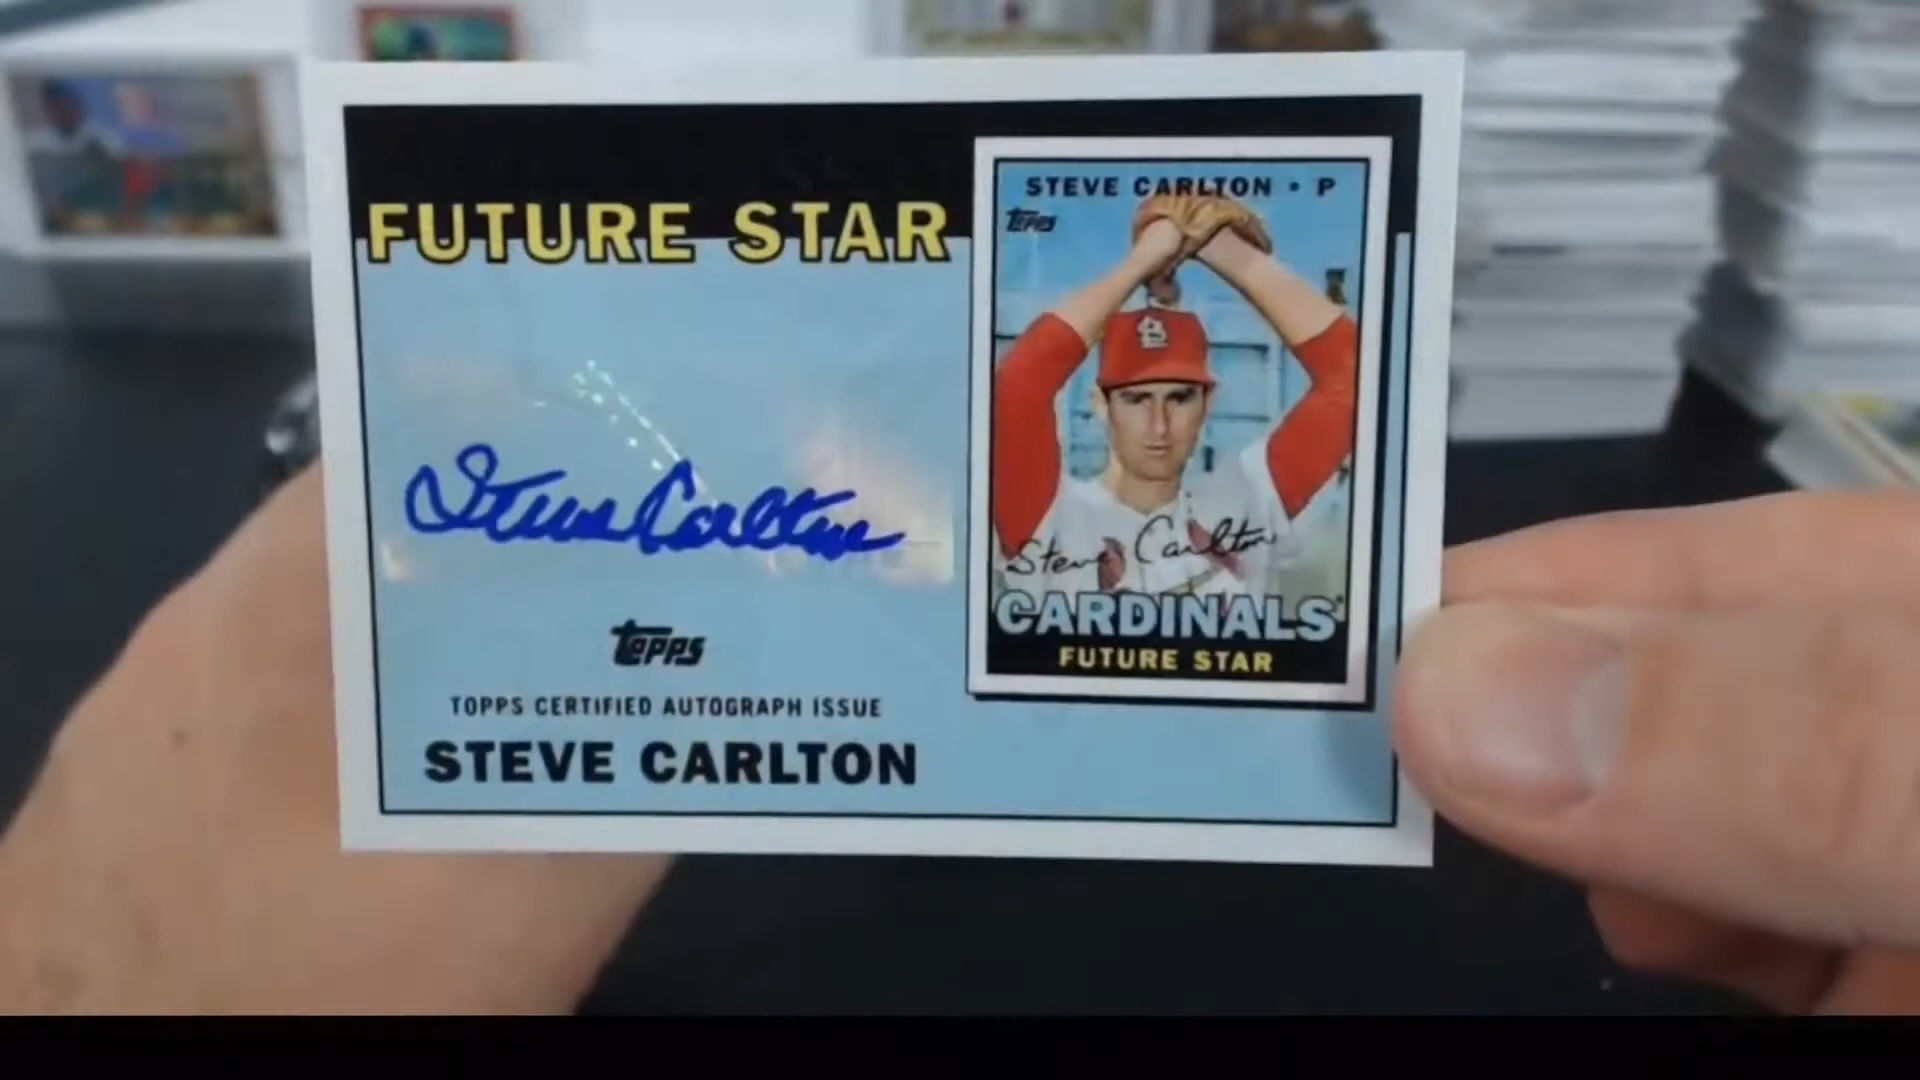 FUTURE STAR
Steve Carlton
Topps
TOPPS CERTIFIED AUTOGRAPH ISSUE
STEVE CARLTON
STEVE CARLTON • P
Topps
Steve Carlton
CARDINALS
FUTURE STAR